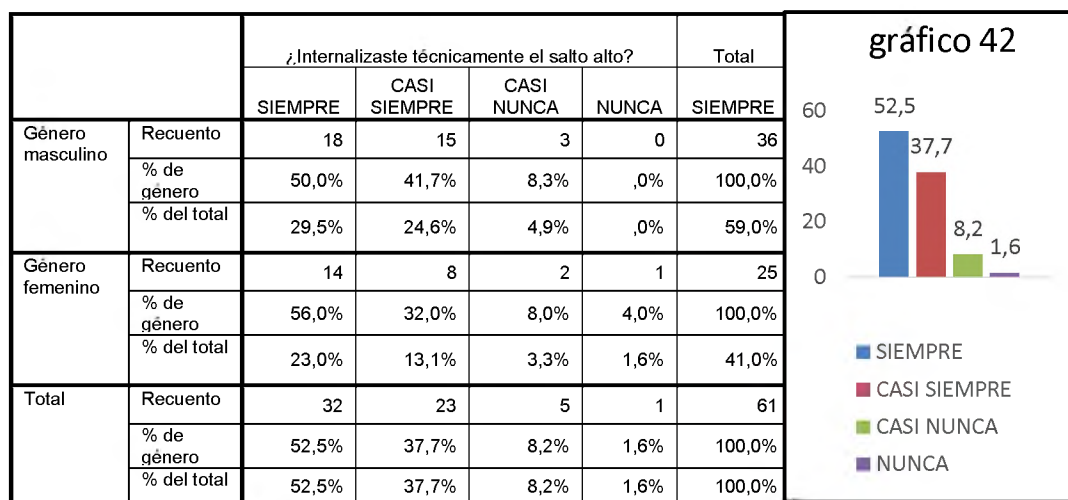 ¿Internalizaste técnicamente el salto alto? Total
SIEMPRE CASI SIEMPRE CASI NUNCA NUNCA SIEMPRE
Género masculino Recuento 18 15 3 0 36
% de género 50,0% 41,7% 8,3% ,0% 100,0%
% del total 29,5% 24,6% 4,9% ,0% 59,0%
Género femenino Recuento 14 8 2 1 25
% de género 56,0% 32,0% 8,0% 4,0% 100,0%
% del total 23,0% 13,1% 3,3% 1,6% 41,0%
Total Recuento 32 23 5 1 61
% de género 52,5% 37,7% 8,2% 1,6% 100,0%
% del total 52,5% 37,7% 8,2% 1,6% 100,0%
gráfico 42
60
40
20
0
52,5
37,7
8,2
1,6
SIEMPRE
CASI SIEMPRE
CASI NUNCA
NUNCA